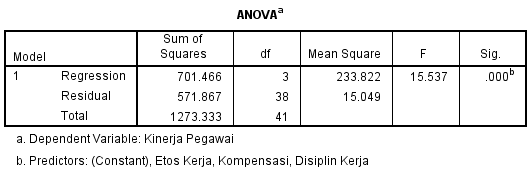 ANOVAa
Model Sum of Squares df Mean Square F Sig.
1 Regression 701.466 3 233.822 15.537 .000b
Residual 571.867 38 15.049
Total 1273.333 41
a. Dependent Variable: Kinerja Pegawai
b. Predictors: (Constant), Etos Kerja, Kompensasi, Disiplin Kerja